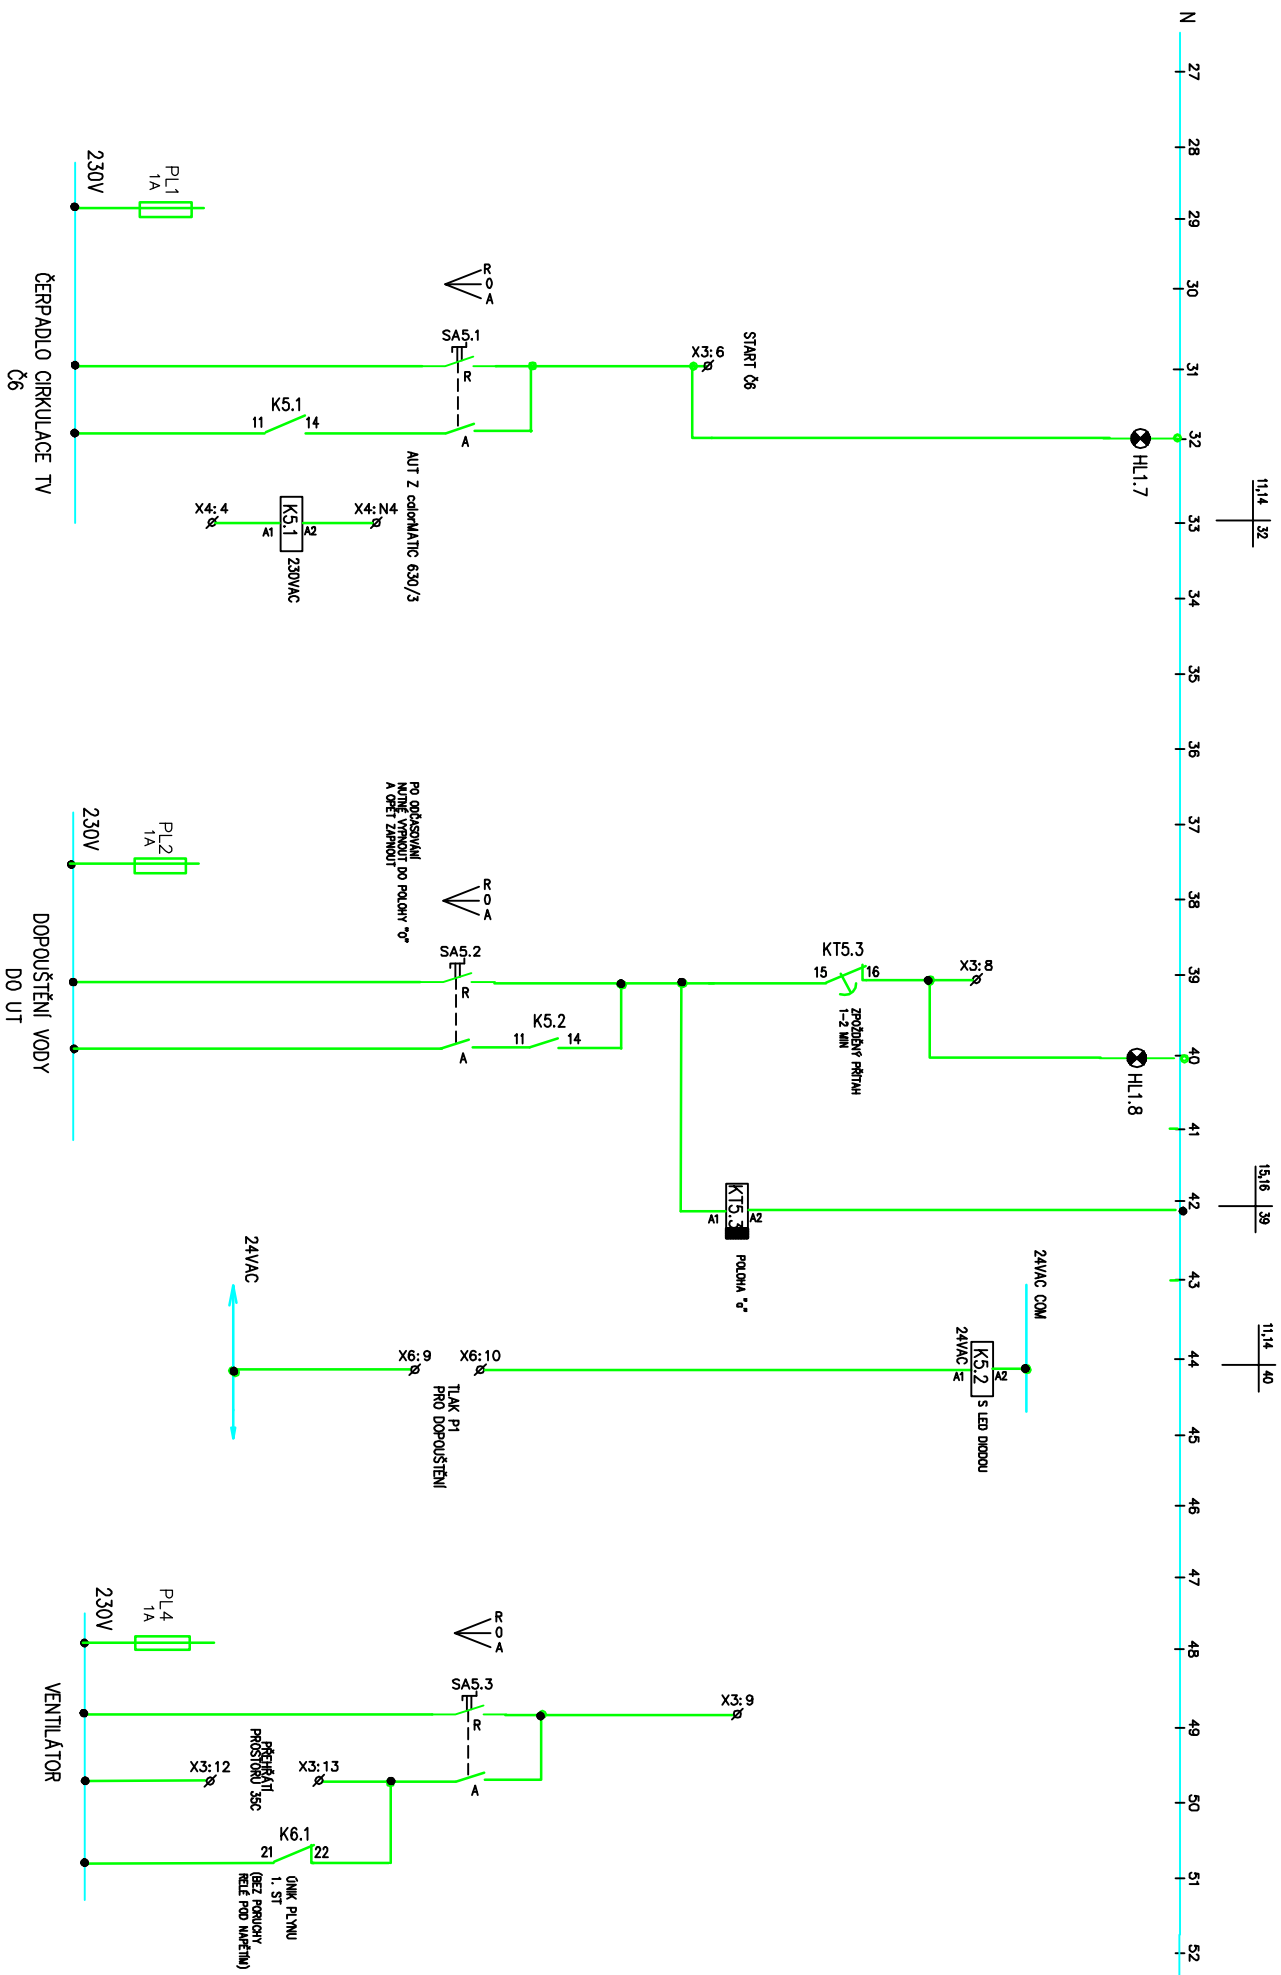 N
27
28
29
30
31
32
33
34
35
36
37
38
39
40
41
42
43
44
45
46
47
48
49
50
51
52
230V
PL1
1A
ČERPADLO CIRKULACE TV
Č6
R
0
A
SA5.1
R
A
K5.1
11
14
X3:6
START Č6
HL1.7
11,14
32
X4:4
A1
K5.1
A2
X4:N4
230VAC
AUT Z calorMATIC 630/3
230V
PL2
1A
DOPOUŠTĚNÍ VODY
DO UT
PO ODČASOVÁNÍ
NUTNÉ VYPNOUT DO POLOHY "0"
A OPĚT ZAPNOUT
R
0
A
SA5.2
R
A
K5.2
11
14
KT5.3
15
16
ZPOŽDĚNÝ PŘÍTAH
1-2 MIN
X3:8
HL1.8
A1
KT5.3
A2
POLOHA "a"
15,16
39
24VAC
X6:9
X6:10
TLAK P1
PRO DOPOUŠTĚNÍ
24VAC COM
24VAC
A1
K5.2
A2
S LED DIODOU
11,14
40
230V
PL4
1A
VENTILÁTOR
R
0
A
SA5.3
R
A
X3:9
X3:12
PŘEHŘÁTÍ
PROSTORU 35C
X3:13
K6.1
21
22
ÚNIK PLYNU
1. ST
(BEZ PORUCHY
RELÉ POD NAPĚTÍM)